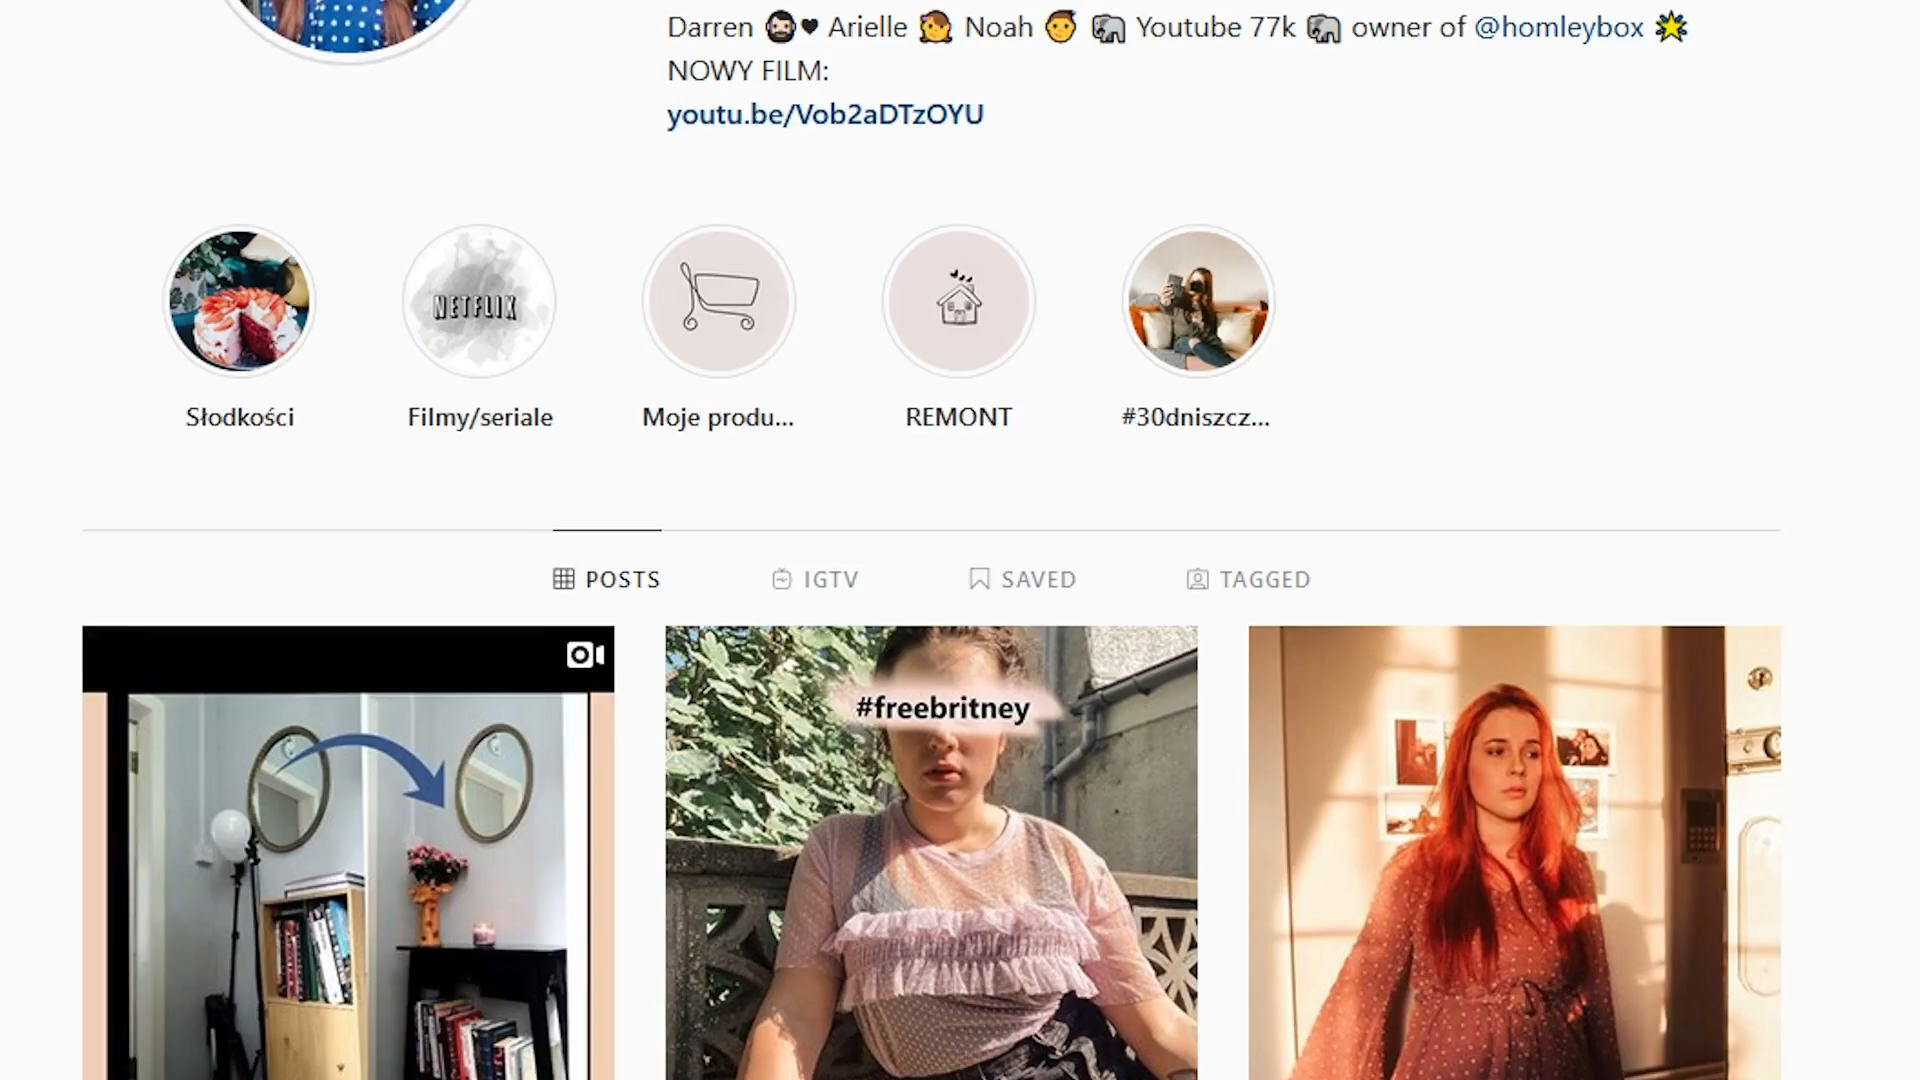 Darren 🧔🏻♥ Arielle 👧 Noah 👦 🐘 Youtube 77k 🐘 owner of @homleybox 🌟
NOWY FILM:
youtu.be/Vob2aDTzOYU
NETFLIX
Słodkości
Filmy/seriale
Moje produ...
REMONT
#30dniszcz...
POSTS
IGTV
SAVED
TAGGED
#freebritney